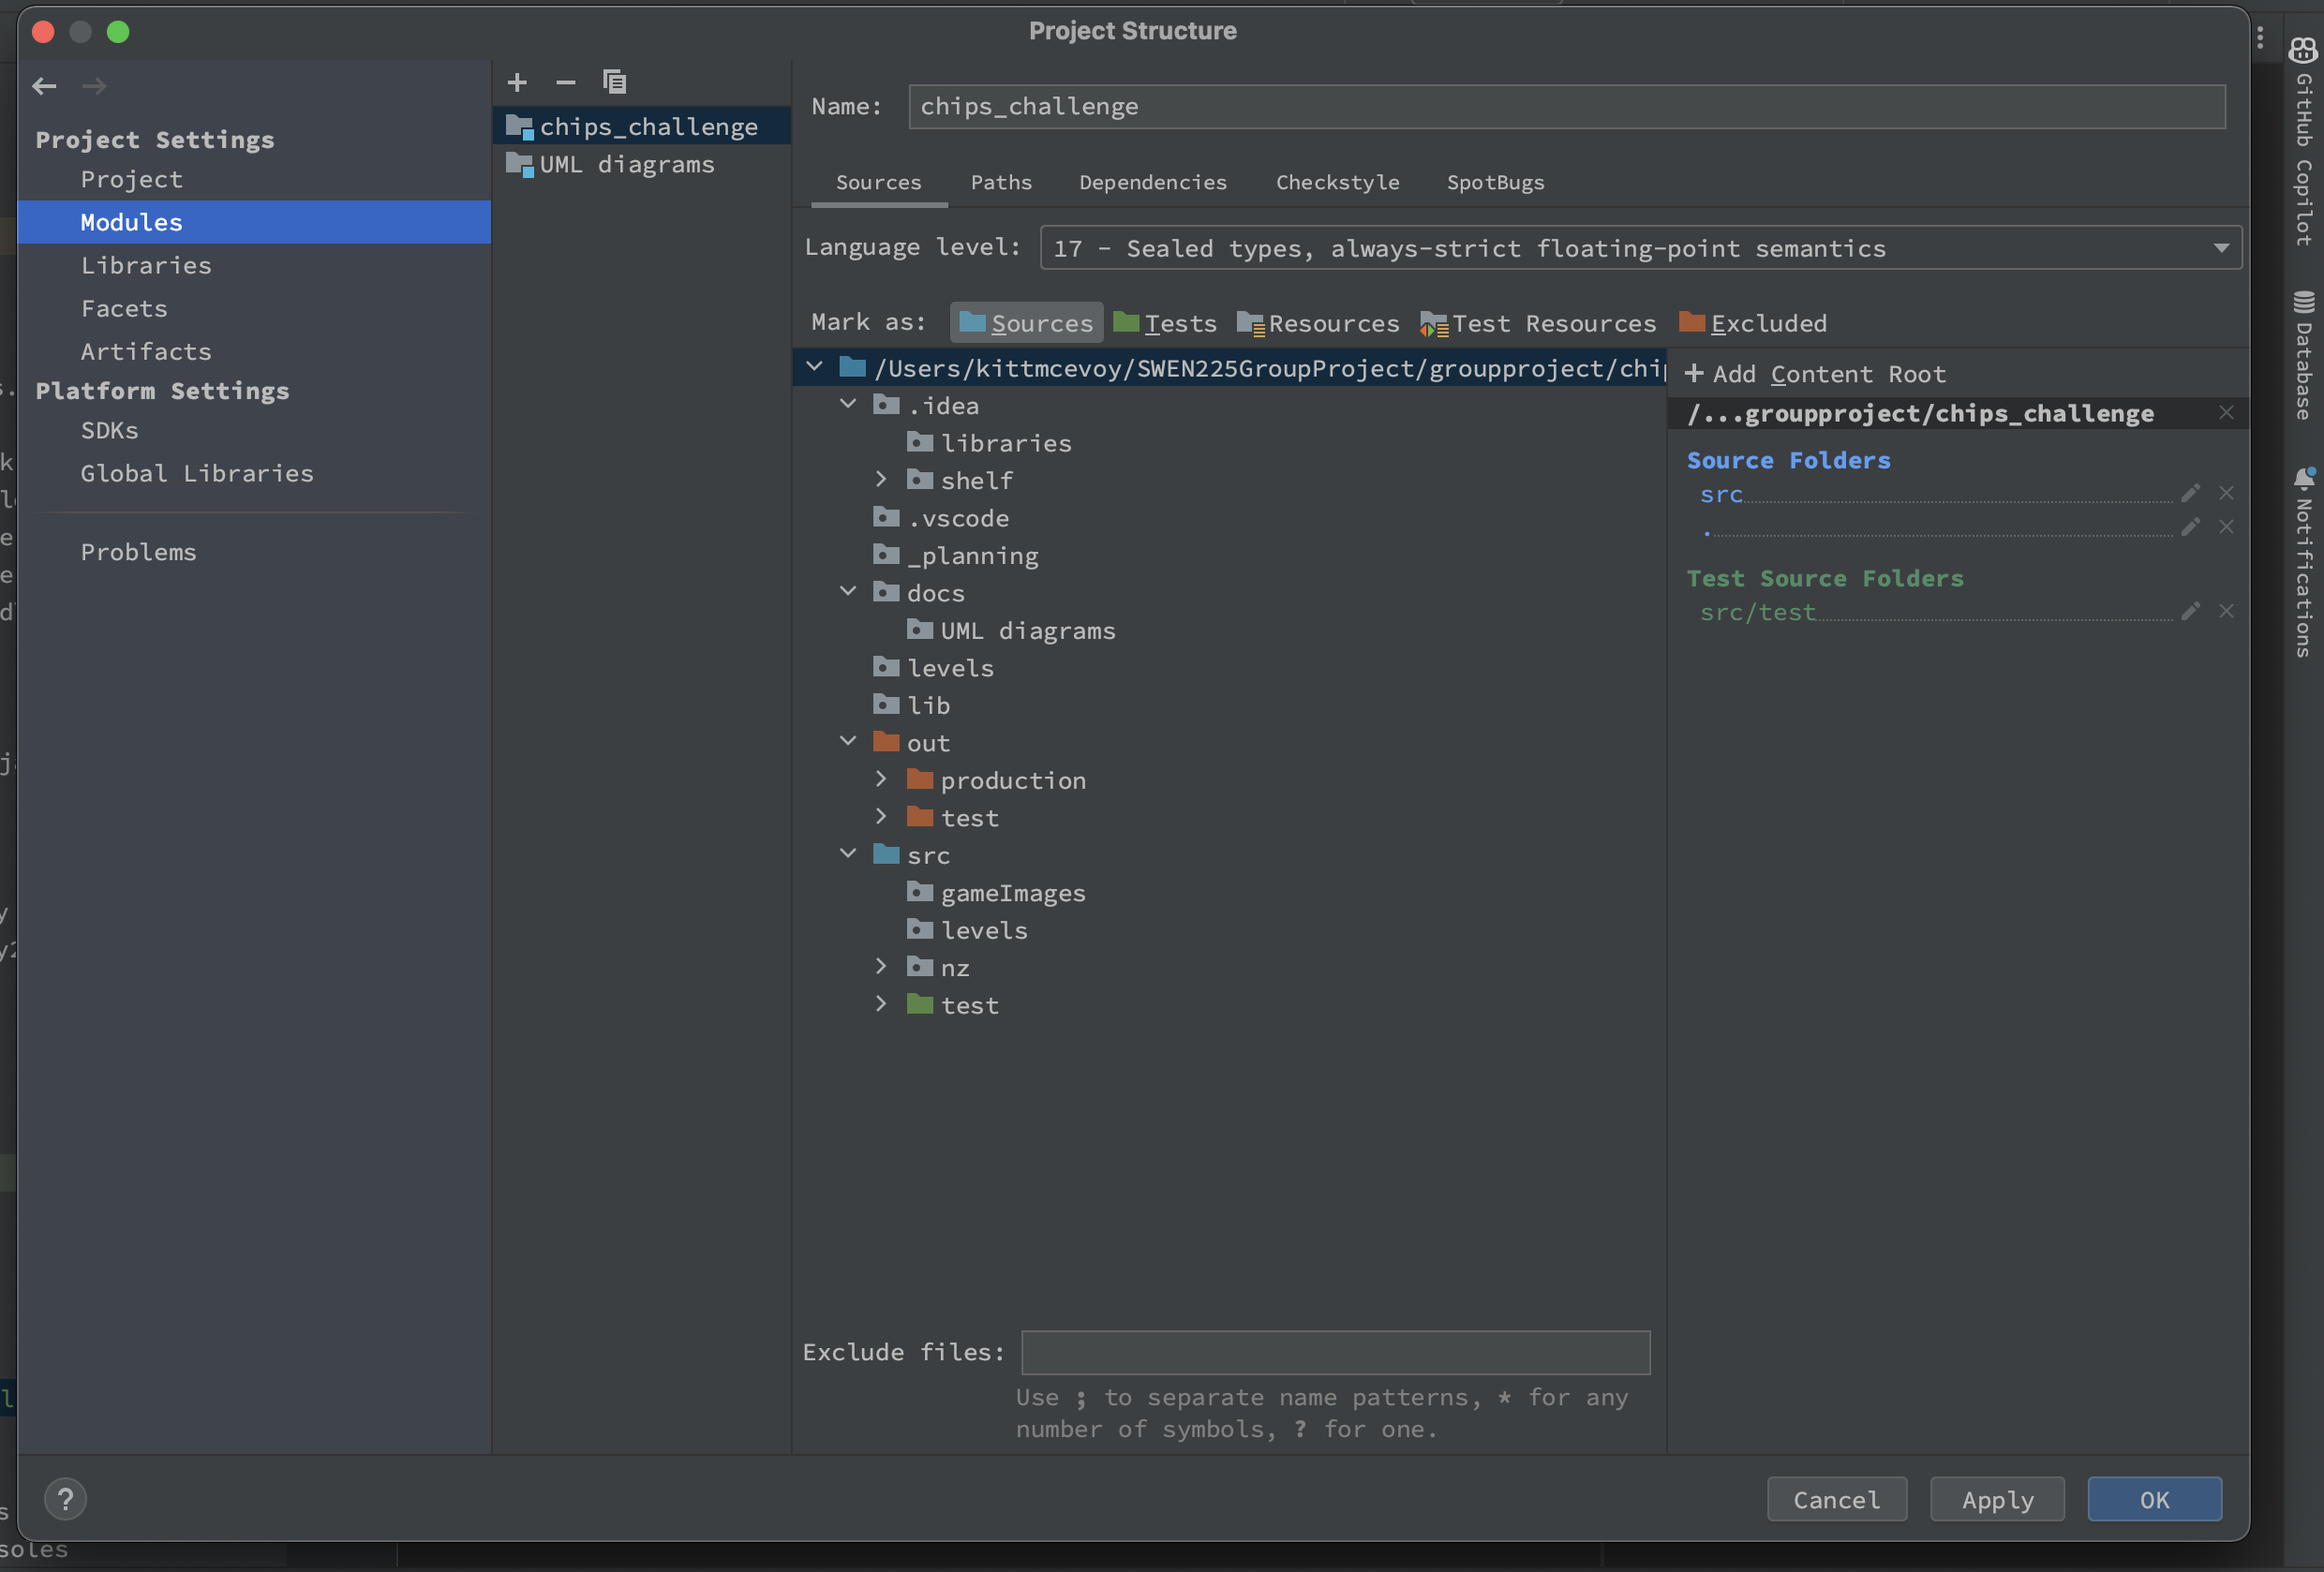 Project Structure
Project Settings
Project
Modules
Libraries
Facets
Artifacts
Platform Settings
SDKs
Global Libraries
Problems
chips_challenge
UML diagrams
Name: chips_challenge
Sources Paths Dependencies Checkstyle SpotBugs
Language level: 17 - Sealed types, always-strict floating-point semantics
Mark as: Sources Tests Resources Test Resources Excluded
/Users/kittmcevoy/SWEN225GroupProject/groupproject/chip
.idea
libraries
shelf
.vscode
_planning
docs
UML diagrams
levels
lib
out
production
test
src
gameImages
levels
nz
test
+ Add Content Root
/...groupproject/chips_challenge
Source Folders
src
.
Test Source Folders
src/test
Exclude files:
Use ; to separate name patterns, * for any
number of symbols, ? for one.
?
Cancel Apply OK
GitHub Copilot
Database
Notifications
soles